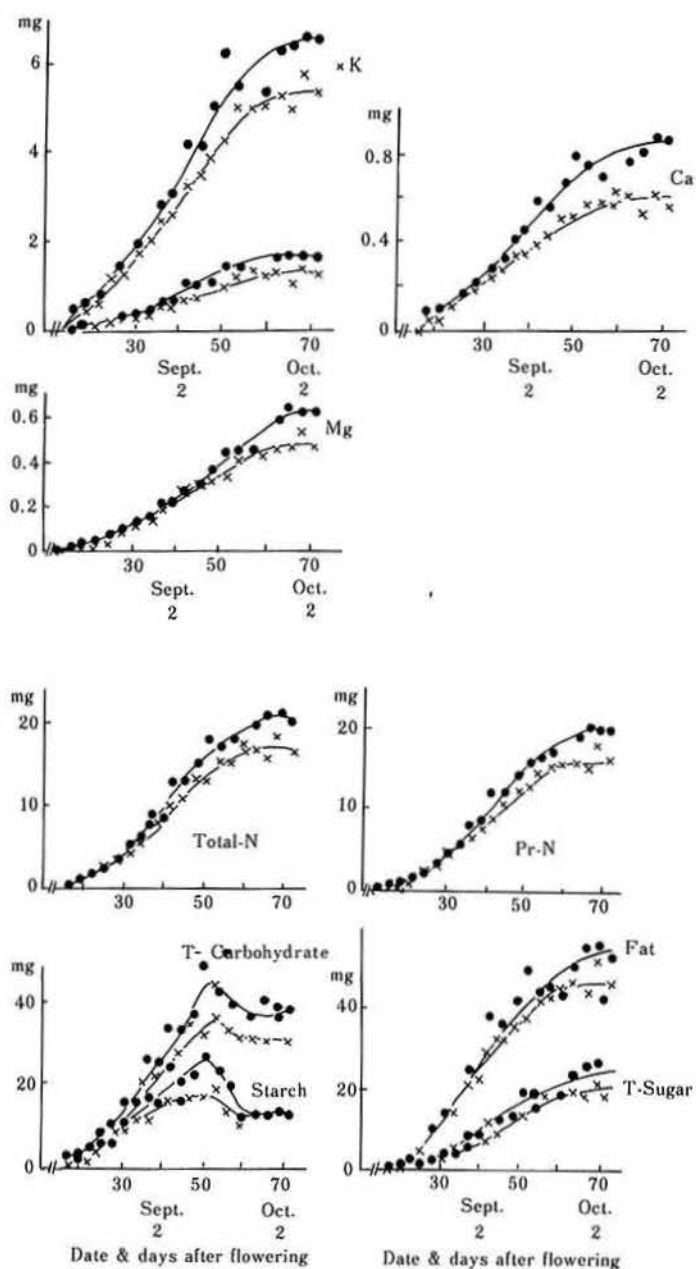 mg
6
4
2
0
K
30 50 70
Sept. Oct.
2 2
mg
0.8
0.4
0
Ca
30 50 70
Sept. Oct.
2 2
mg
0.6
0.4
0.2
0
Mg
30 50 70
Sept. Oct.
2 2
mg
20
10
0
Total-N
30 50 70
mg
20
10
0
Pr-N
30 50 70
T- Carbohydrate
mg
40
20
0
Starch
30 50 70
Sept. Oct.
2 2
Date & days after flowering
mg
40
20
0
Fat
T-Sugar
30 50 70
Sept. Oct.
2 2
Date & days after flowering